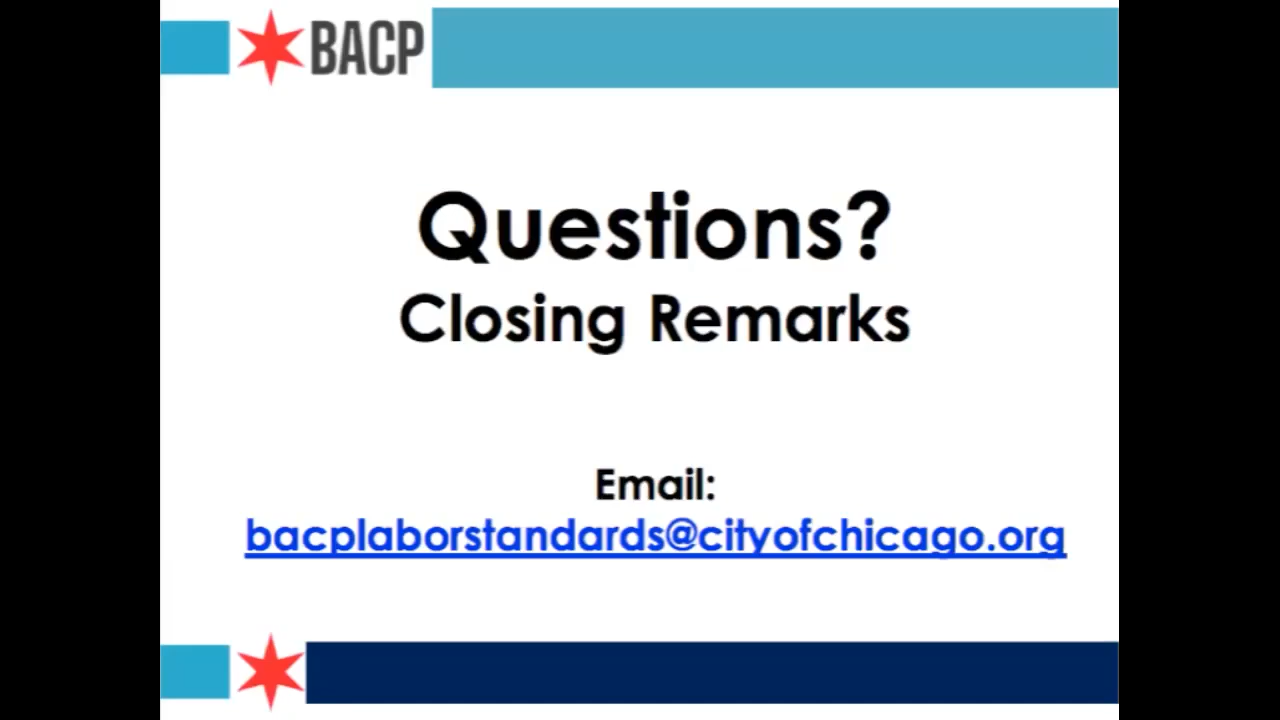 BACP
Questions?
Closing Remarks
Email:
bacplaborstandards@cityofchicago.org